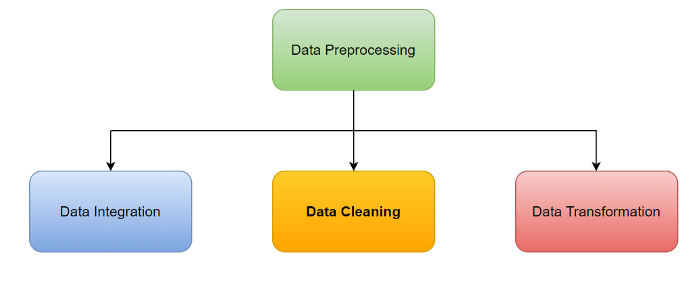 Data Preprocessing
Data Integration
Data Cleaning
Data Transformation